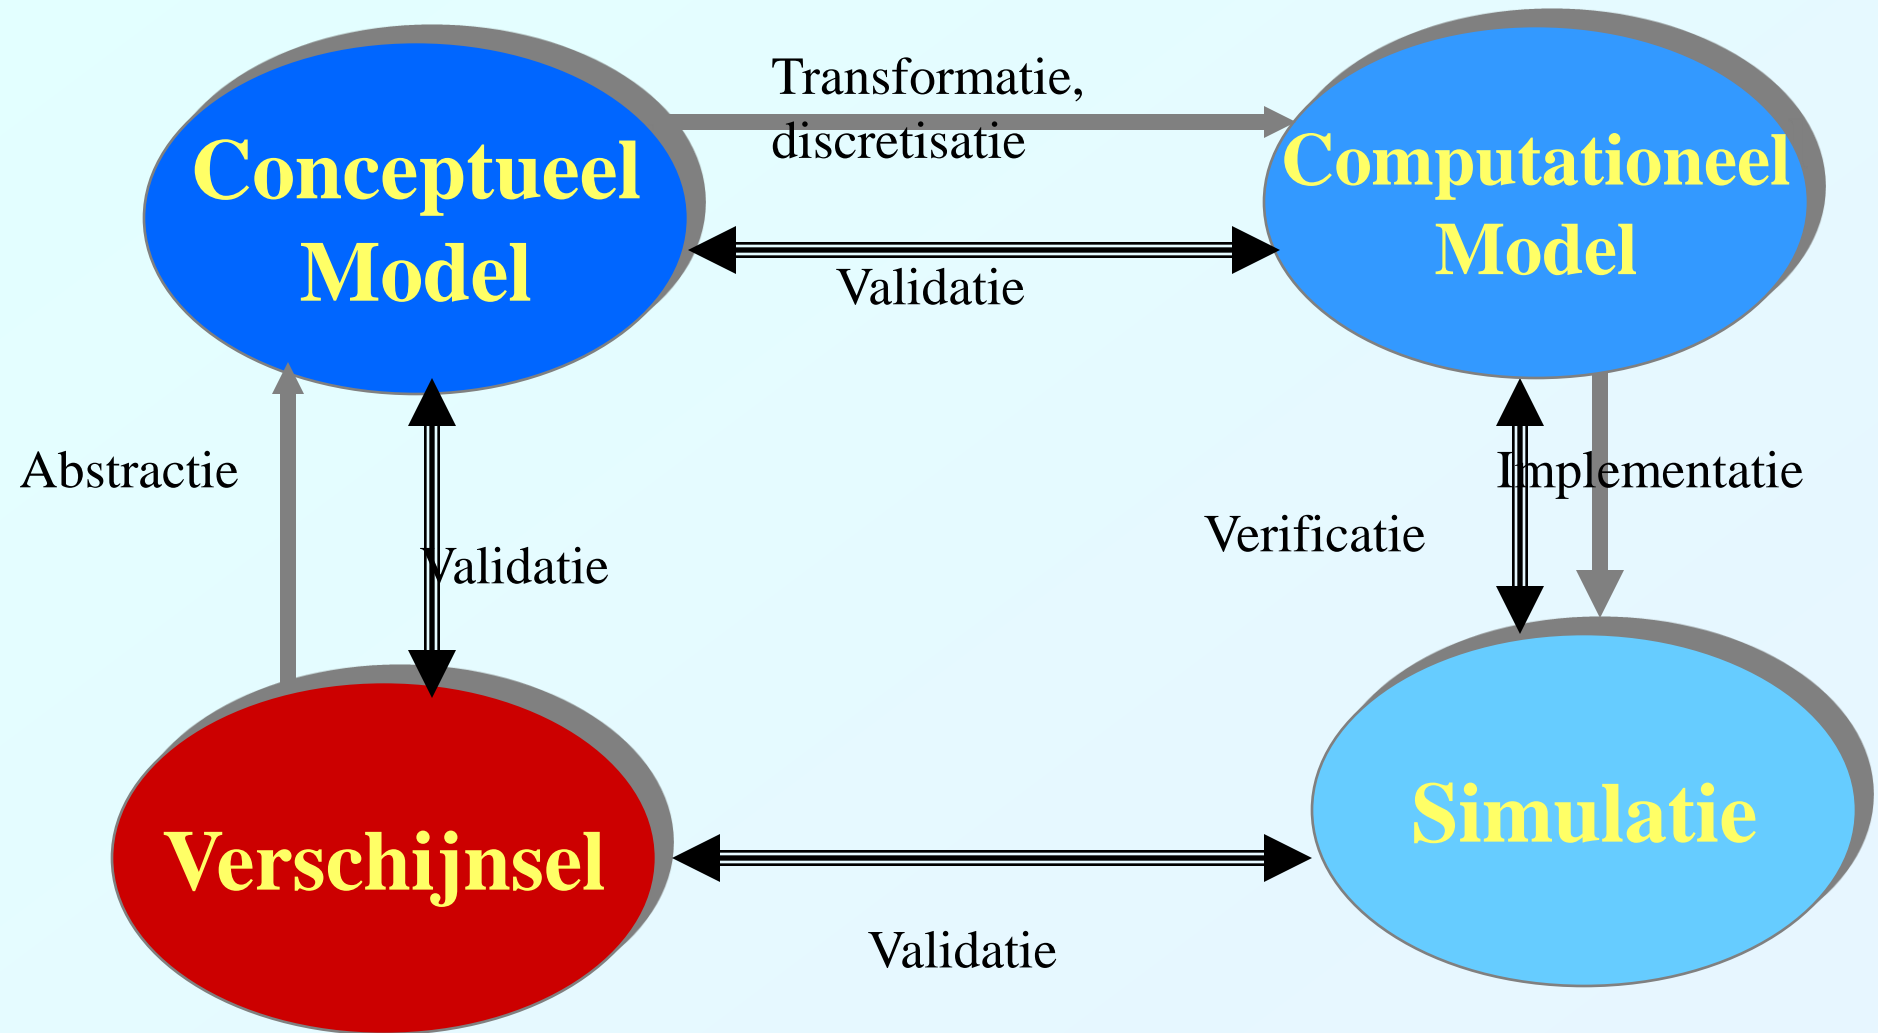 Transformatie,
discretisatie
Conceptueel
Model
Computationeel
Model
Validatie
Abstractie
Implementatie
Verificatie
Validatie
Simulatie
Verschijnsel
Validatie